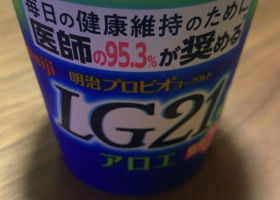 毎日の健康維持のために
医師の95.3%が奨める
meiji
明治プロビオヨーグルト
LG21
アロエ